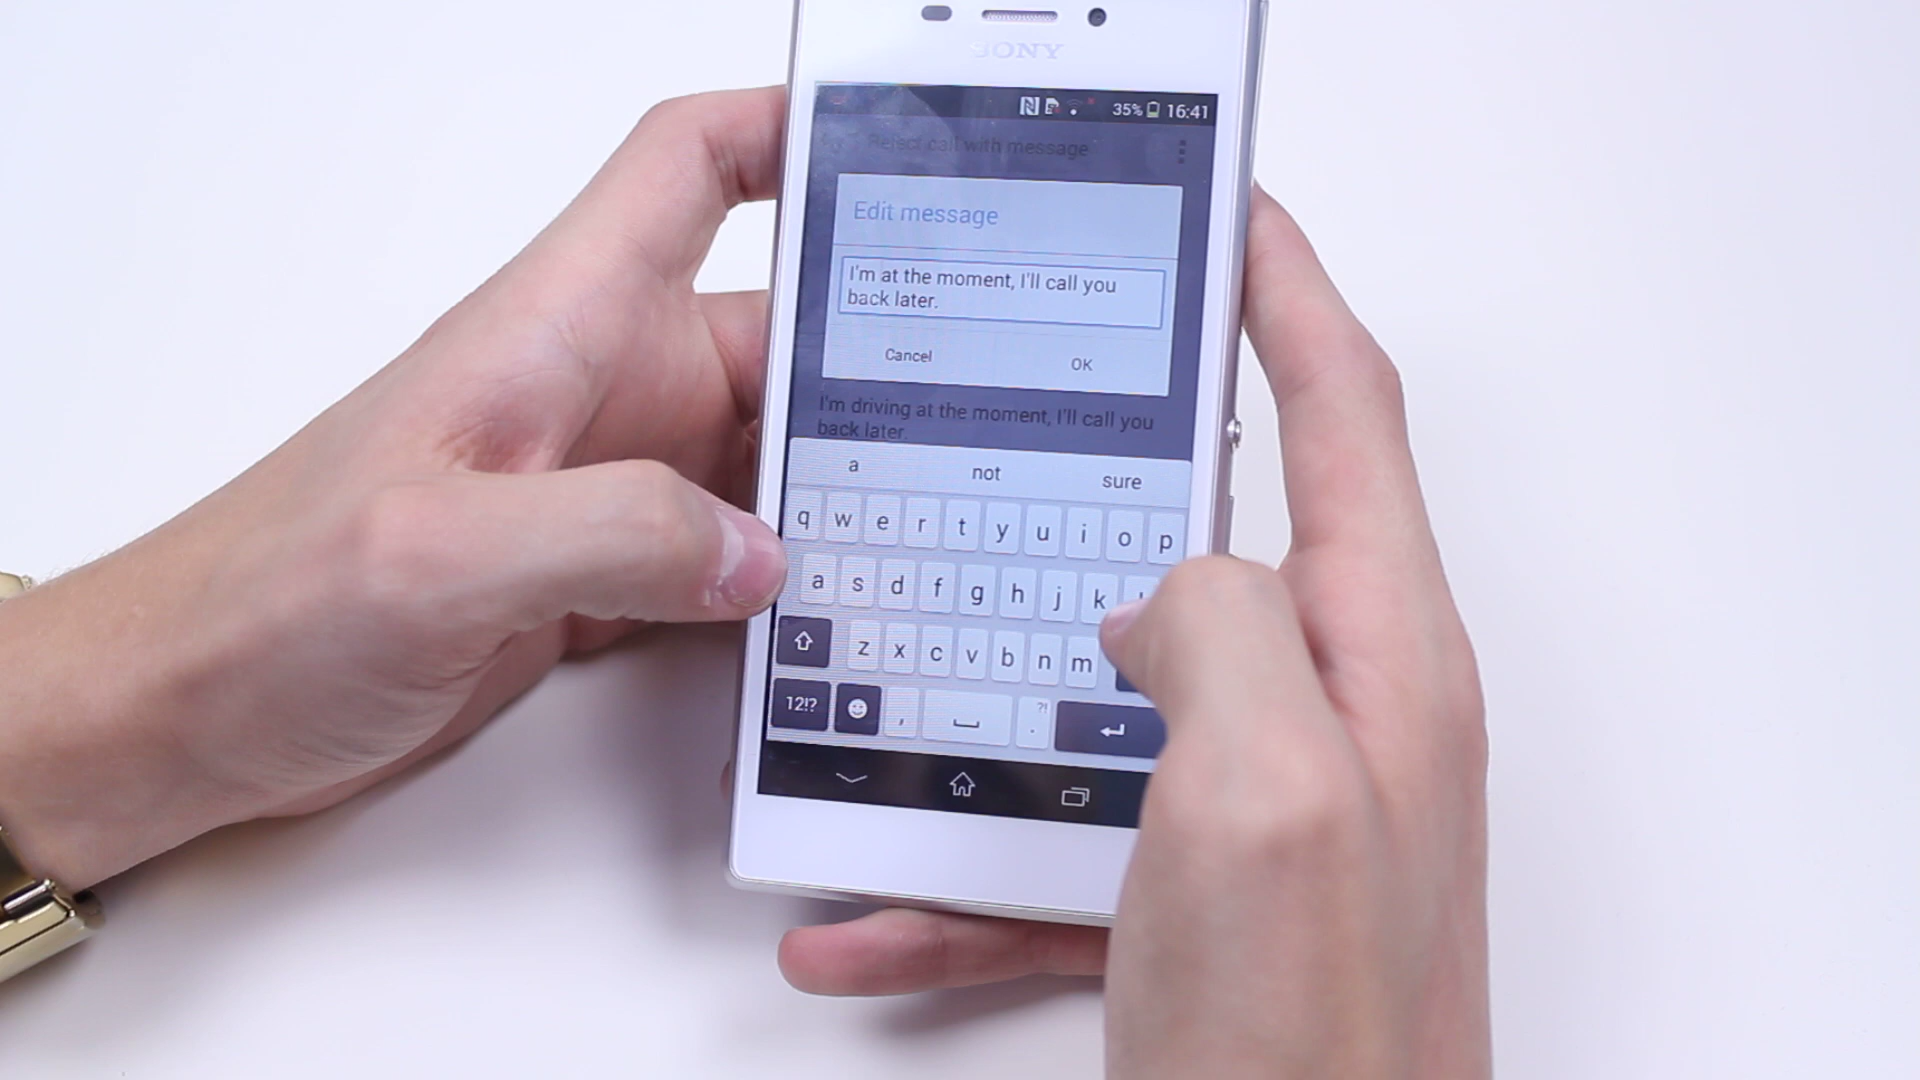 SONY
35% 16:41
Reject call with message
Edit message
I'm at the moment, I'll call you
back later.
Cancel OK
I'm driving at the moment, I'll call you
back later.
a not sure
q w e r t y u i o p
a s d f g h j k
z x c v b n m
12!? , . ?!